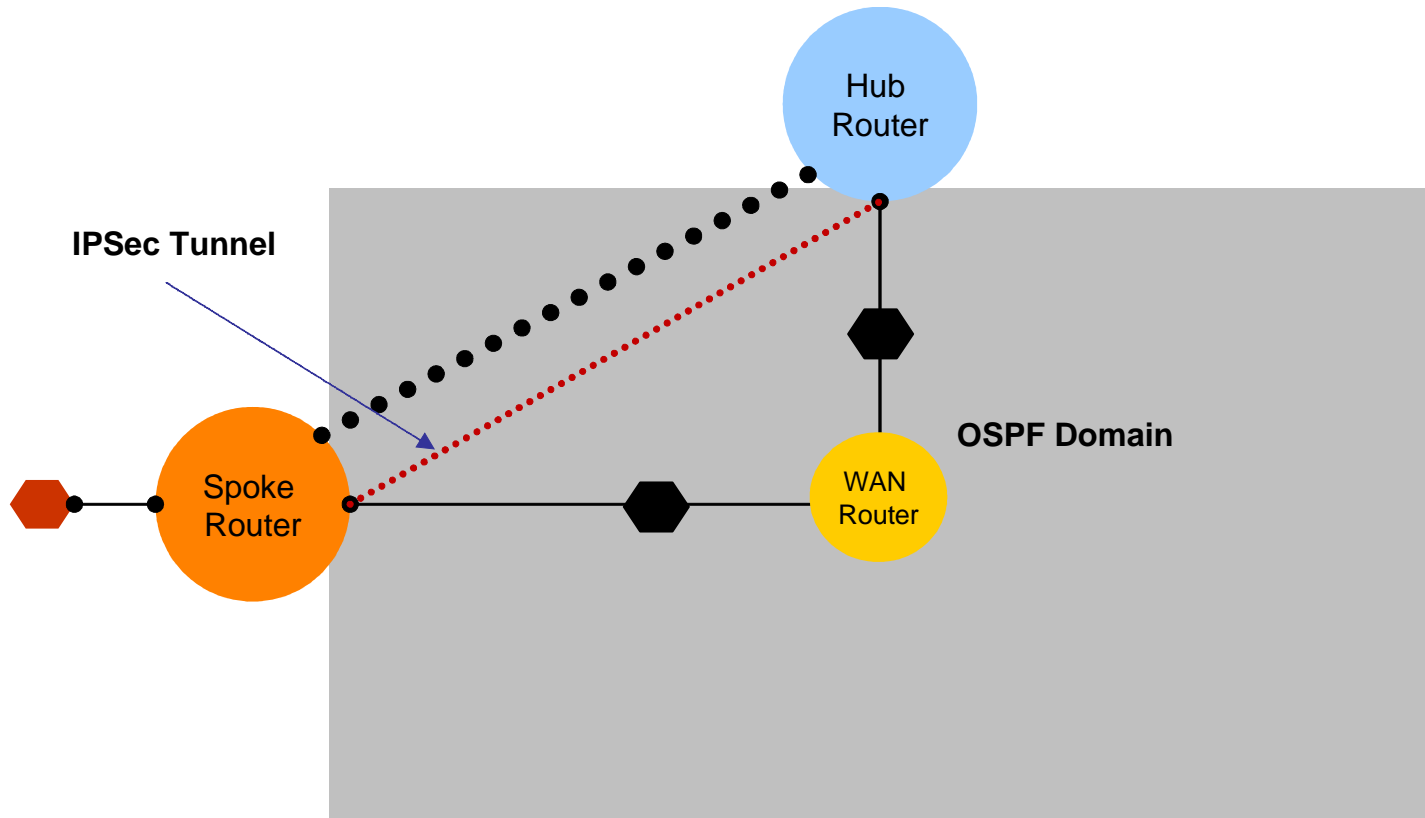 Hub
Router
IPSec Tunnel
OSPF Domain
Spoke
Router
WAN
Router